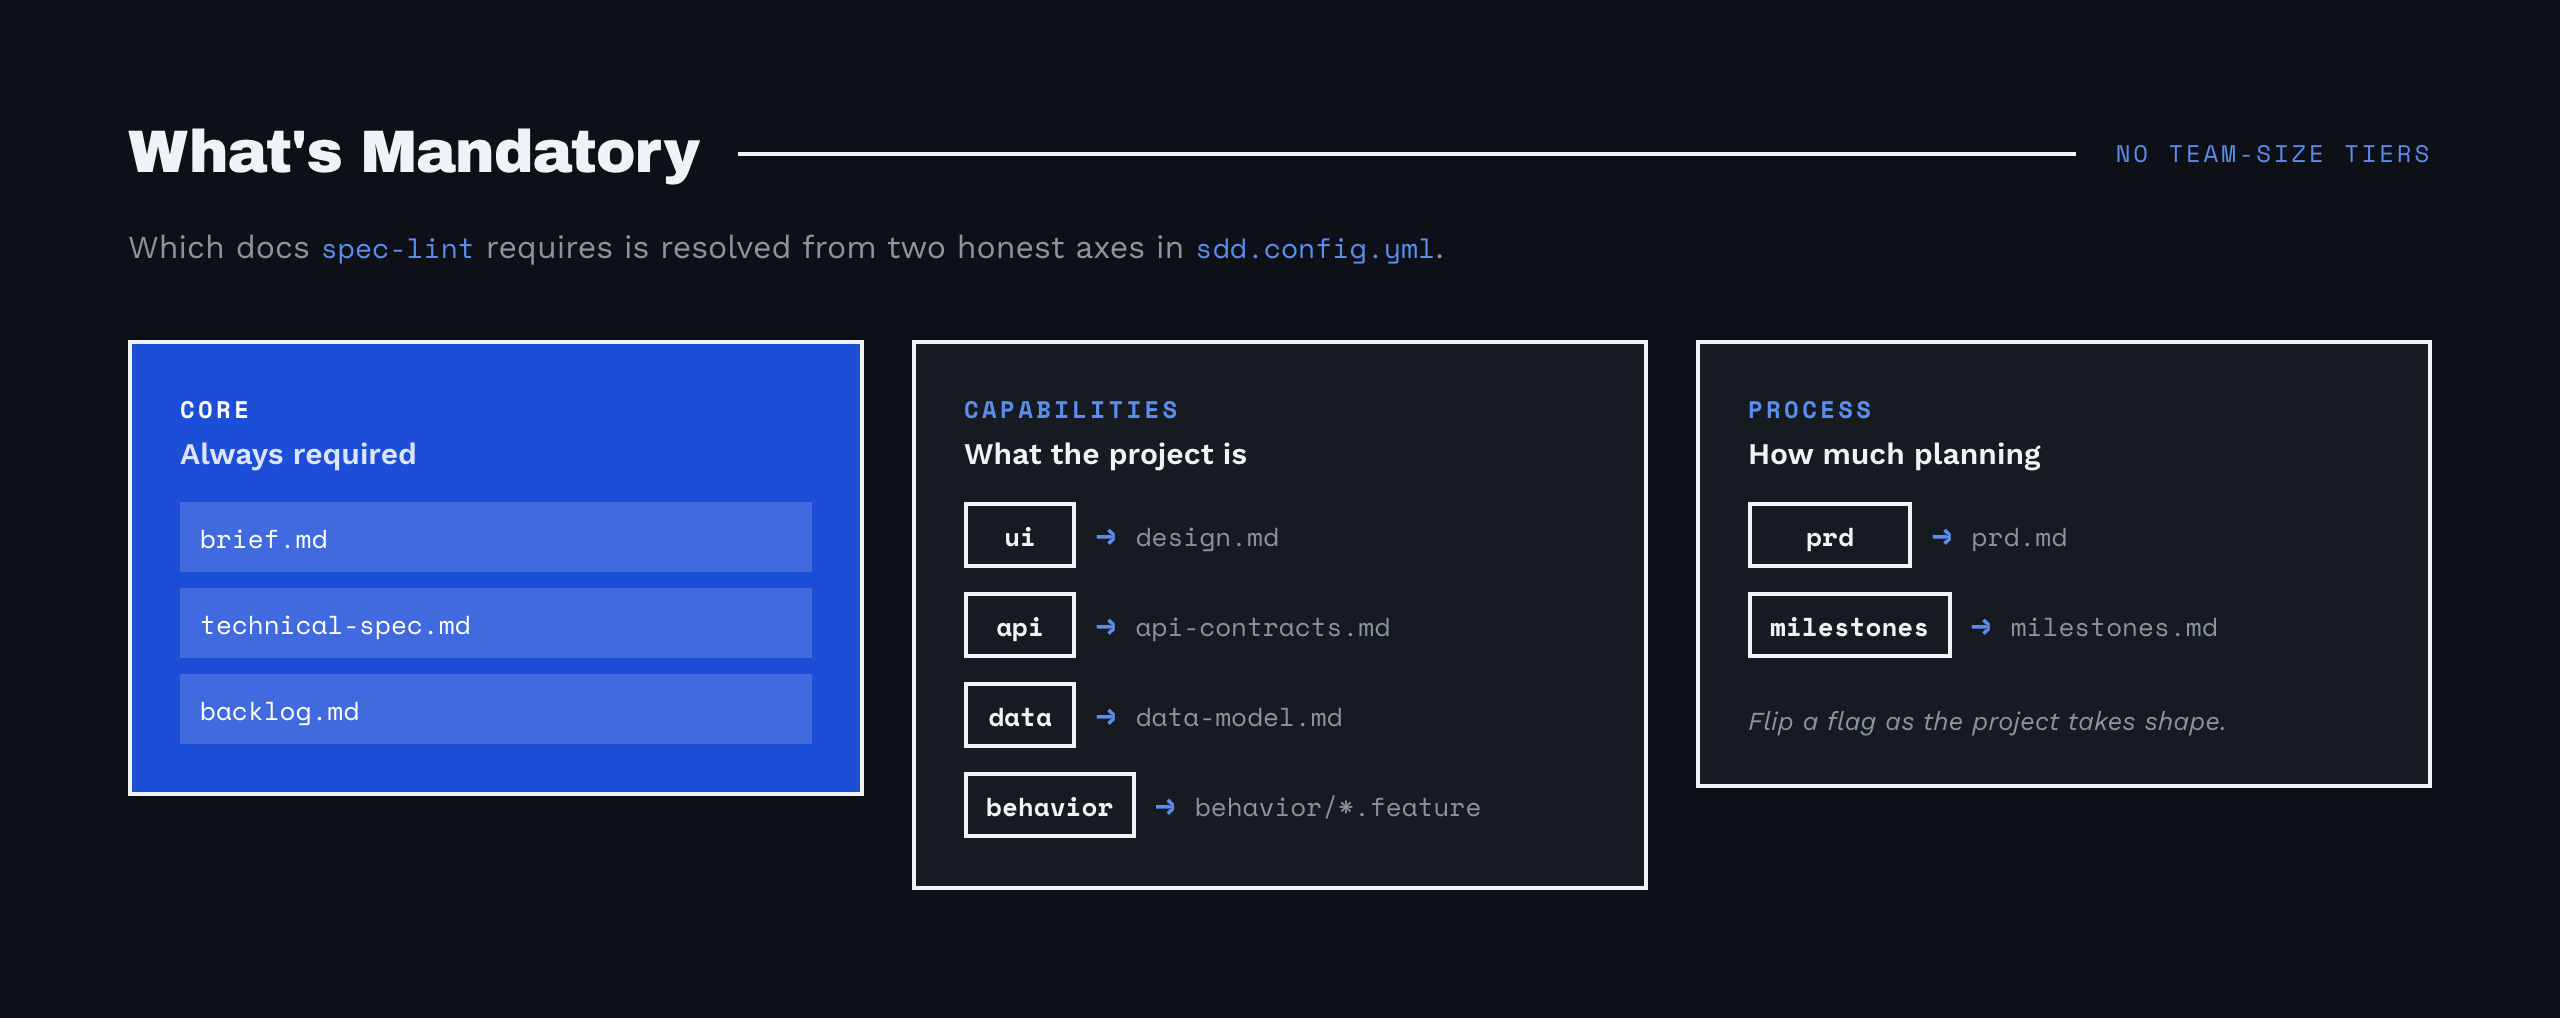 What's Mandatory
NO TEAM-SIZE TIERS
Which docs spec-lint requires is resolved from two honest axes in sdd.config.yml.
CORE
Always required
brief.md
technical-spec.md
backlog.md
CAPABILITIES
What the project is
ui → design.md
api → api-contracts.md
data → data-model.md
behavior → behavior/*.feature
PROCESS
How much planning
prd → prd.md
milestones → milestones.md
Flip a flag as the project takes shape.